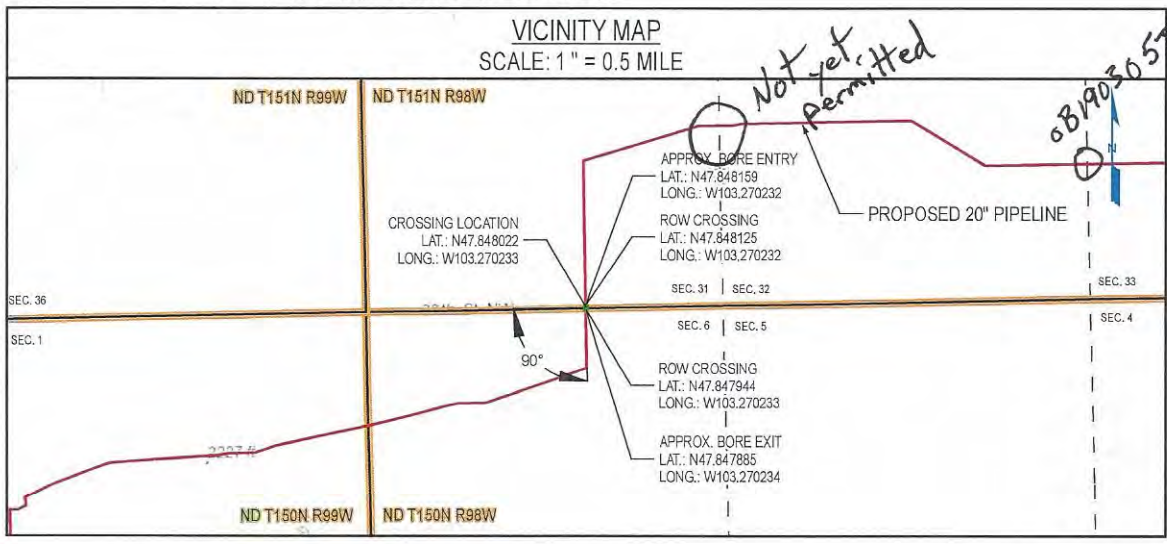 VICINITY MAP
SCALE: 1" = 0.5 MILE
Not yet
permitted
ND T151N R99W
ND T151N R98W
APPROX. BORE ENTRY
LAT.: N47.848159
LONG.: W103.270232
CROSSING LOCATION
LAT.: N47.848022
LONG.: W103.270233
ROW CROSSING
LAT.: N47.848125
LONG.: W103.270232
PROPOSED 20" PIPELINE
N
SEC. 36
SEC. 31
SEC. 32
SEC. 33
SEC. 1
SEC. 6
SEC. 5
SEC. 4
90°
ROW CROSSING
LAT.: N47.847944
LONG.: W103.270233
APPROX. BORE EXIT
LAT.: N47.847885
LONG.: W103.270234
2227 ft
ND T150N R99W
ND T150N R98W